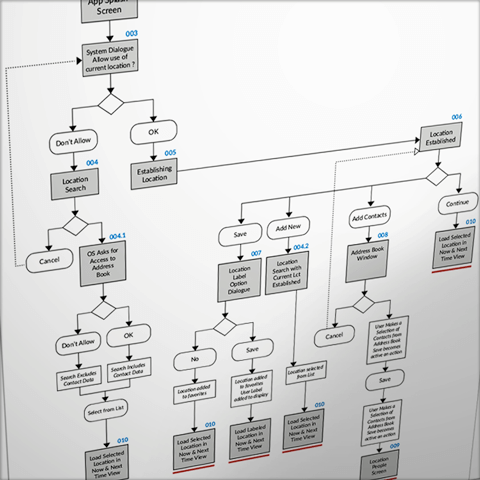 App Splash
Screen
003
System Dialogue
Allow use of
current location ?
Don't Allow
OK
004
Location
Search
005
Establishing
Location
006
Location
Established
Cancel
004.1
OS Asks for
Access to
Address
Book
Save
Add New
Add Contacts
Continue
007
Location
Label
Option
Dialogue
004.2
Location
Search with
Current Lct
Established
008
Address Book
Window
010
Load Selected
Location in
Now & Next
Time View
Don't Allow
OK
Search Excludes
Contact Data
Search Includes
Contact Data
Select from List
010
Load Selected
Location in
Now & Next
Time View
No
Save
Location added
to Favorites
Location added
to Favorites
User Label
added to display
Location selected
from List
010
Load Selected
Location in
Now & Next
Time View
010
Load Labeled
Location in
Now & Next
Time View
010
Load Selected
Location in
Now & Next
Time View
Cancel
User Makes a
Selection of
Contacts from
Address Book
Save becomes
active an action
Save
User Makes a
Selection of
Contacts from
Address Book
Save becomes
active an action
009
Location
People
Screen